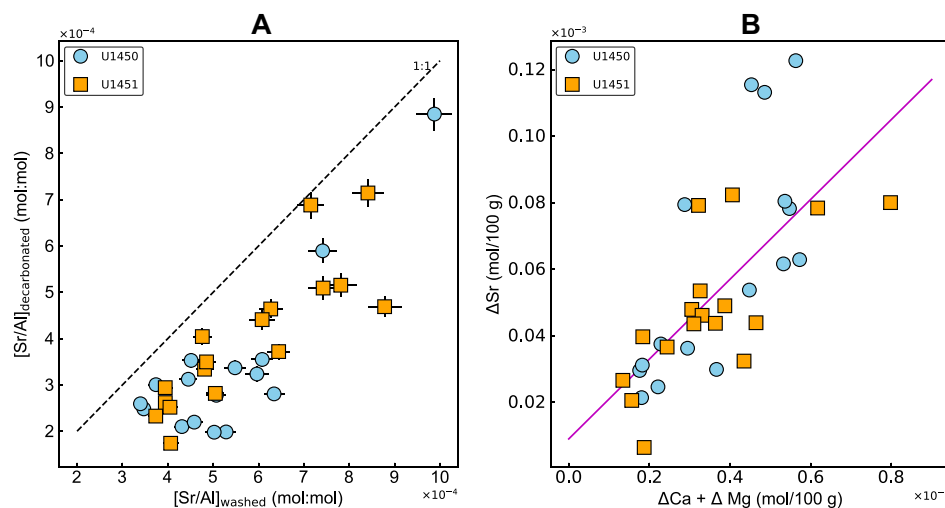 A
×10⁻⁴
U1450
U1451
1:1
10
9
8
7
6
5
4
3
2
[Sr/Al]decarbonated (mol:mol)
2 3 4 5 6 7 8 9 10
[Sr/Al]washed (mol:mol)
×10⁻⁴
B
×10⁻³
U1450
U1451
0.12
0.10
0.08
0.06
0.04
0.02
ΔSr (mol/100 g)
0.0 0.2 0.4 0.6 0.8
ΔCa + Δ Mg (mol/100 g)